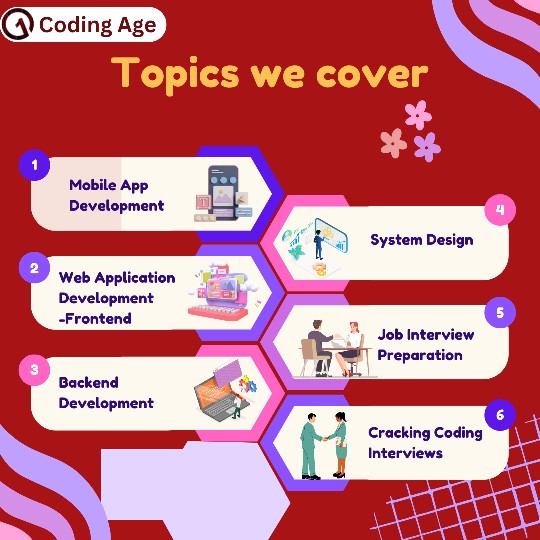 Coding Age
Topics we cover
1
Mobile App
Development
2
Web Application
Development
-Frontend
3
Backend
Development
4
System Design
5
Job Interview
Preparation
6
Cracking Coding
Interviews